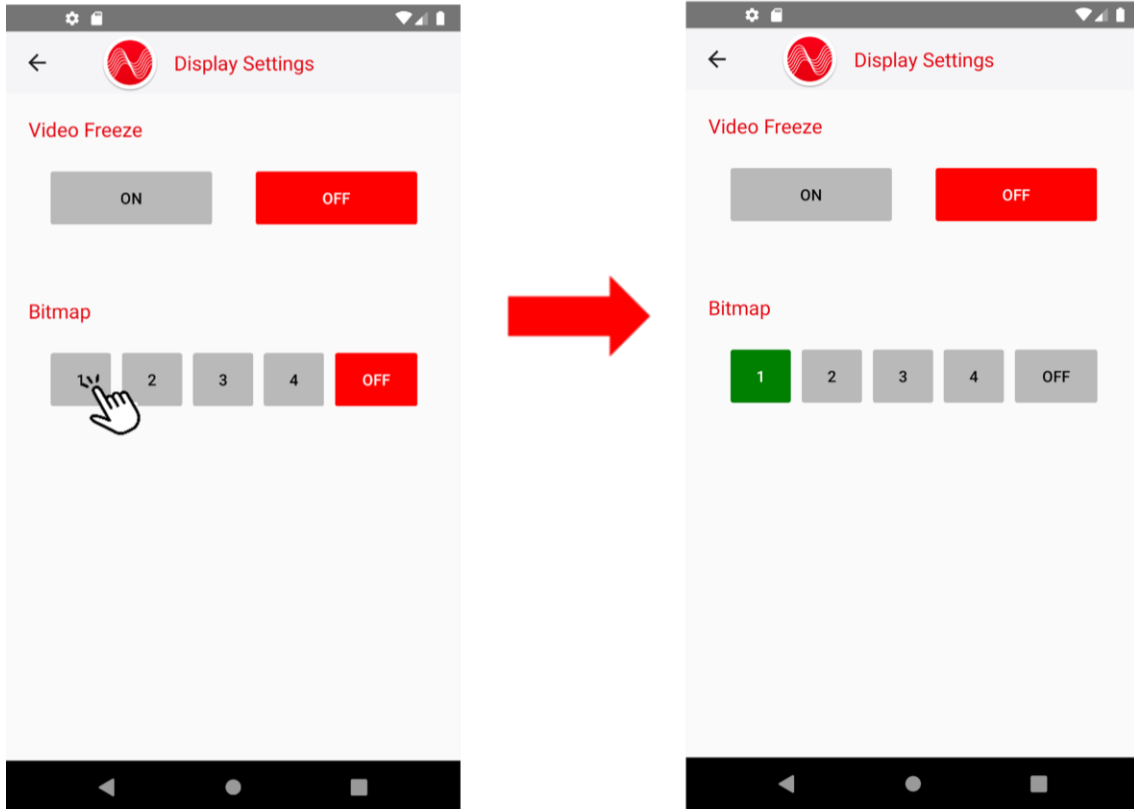 Display Settings
Video Freeze
ON OFF
Bitmap
1 2 3 4 OFF
Display Settings
Video Freeze
ON OFF
Bitmap
1 2 3 4 OFF